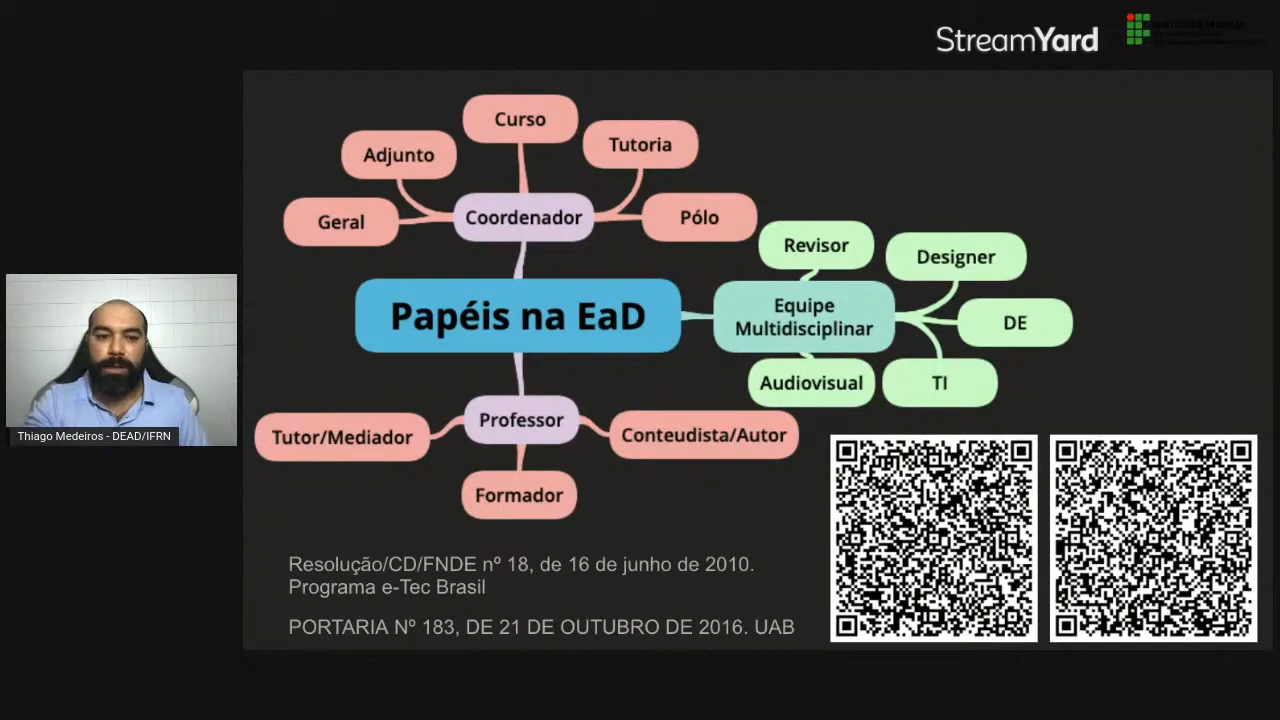 StreamYard
Curso
Adjunto
Tutoria
Geral
Coordenador
Pólo
Revisor
Designer
Papéis na EaD
Equipe
Multidisciplinar
DE
Audiovisual
TI
Professor
Tutor/Mediador
Conteudista/Autor
Formador
Thiago Medeiros - DEAD/IFRN
Resolução/CD/FNDE nº 18, de 16 de junho de 2010.
Programa e-Tec Brasil
PORTARIA Nº 183, DE 21 DE OUTUBRO DE 2016. UAB